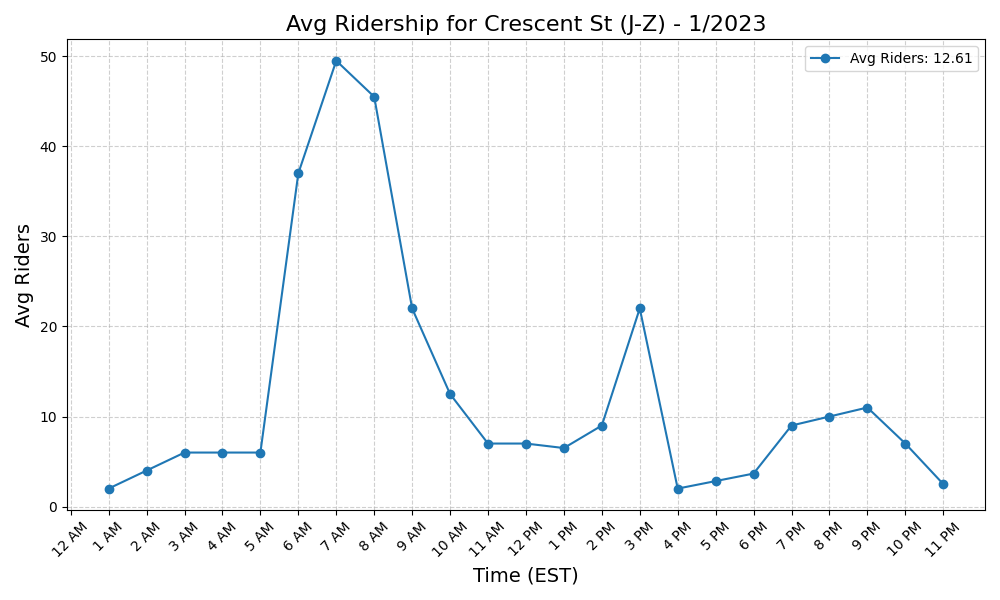 Avg Ridership for Crescent St (J-Z) - 1/2023
Avg Riders: 12.61
Avg Riders
50
40
30
20
10
0
12 AM
1 AM
2 AM
3 AM
4 AM
5 AM
6 AM
7 AM
8 AM
9 AM
10 AM
11 AM
12 PM
1 PM
2 PM
3 PM
4 PM
5 PM
6 PM
7 PM
8 PM
9 PM
10 PM
11 PM
Time (EST)